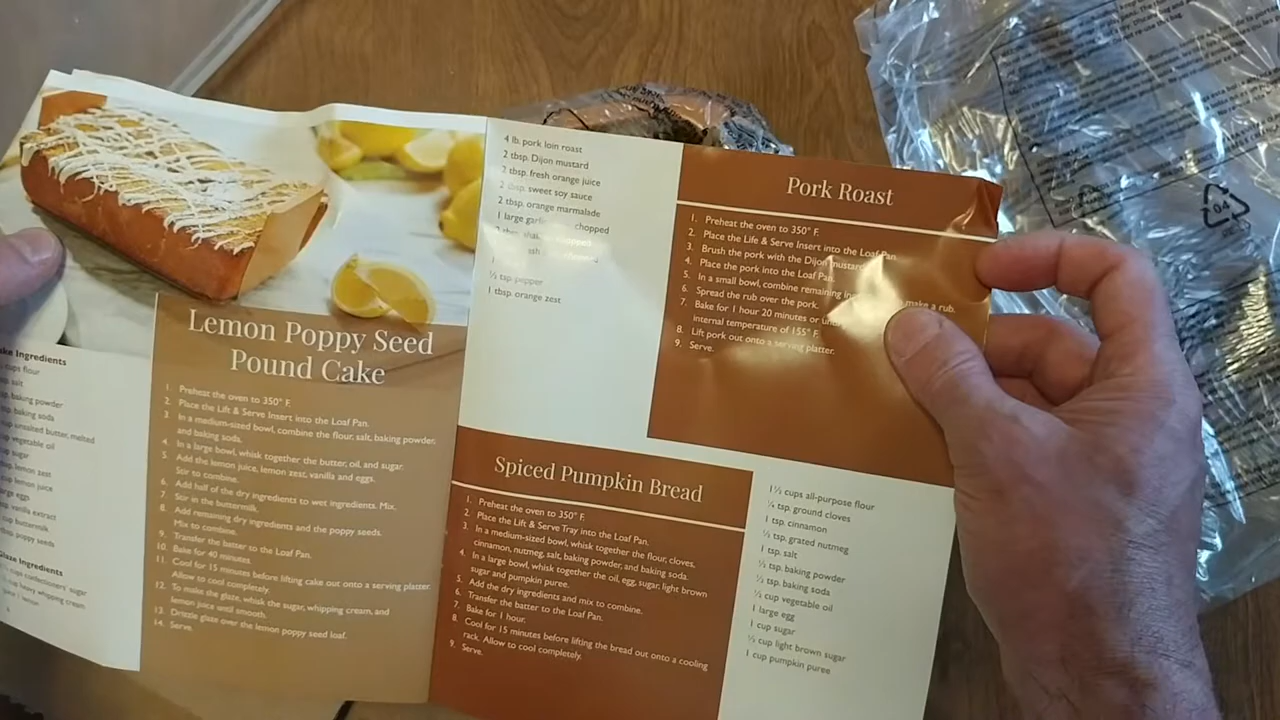 Lemon Poppy Seed
Pound Cake
1. Preheat the oven to 350° F.
2. Place the Lift & Serve Insert into the Loaf Pan.
3. In a medium-sized bowl, combine the flour, salt, baking powder,
and baking soda.
4. In a large bowl, whisk together the butter, oil, and sugar.
5. Add the lemon juice, lemon zest, vanilla and eggs.
Stir to combine.
6. Add half of the dry ingredients to wet ingredients. Mix.
7. Stir in the buttermilk.
8. Add remaining dry ingredients and the poppy seeds.
Mix to combine.
9. Transfer the batter to the Loaf Pan.
10. Bake for 40 minutes.
11. Cool for 15 minutes before lifting cake out onto a serving platter.
Allow to cool completely.
12. To make the glaze, whisk the sugar, whipping cream, and
lemon juice until smooth.
13. Drizzle glaze over the lemon poppy seed loaf.
14. Serve.
Ingredients
cups flour
salt
baking powder
baking soda
unsalted butter, melted
vegetable oil
sugar
lemon zest
lemon juice
eggs
vanilla extract
buttermilk
poppy seeds
Glaze Ingredients
cups confectioners' sugar
cup heavy whipping cream
1 lemon
4 lb. pork loin roast
2 tbsp. Dijon mustard
2 tbsp. fresh orange juice
2 sweet soy sauce
2 tbsp. orange marmalade
1 large chopped
½ tsp. pepper
1 tbsp. orange zest
Pork Roast
1. Preheat the oven to 350° F.
2. Place the Life & Serve Insert into the Loaf Pan.
3. Brush the pork with the Dijon mustard
4. Place the pork into the Loaf Pan.
5. In a small bowl, combine remaining make a rub.
6. Spread the rub over the pork.
7. Bake for 1 hour 20 minutes or
internal temperature of 155° F.
8. Lift pork out onto a serving platter.
9. Serve.
Spiced Pumpkin Bread
1. Preheat the oven to 350° F.
2. Place the Lift & Serve Tray into the Loaf Pan.
3. In a medium-sized bowl, whisk together the flour, cloves,
cinnamon, nutmeg, salt, baking powder, and baking soda.
4. In a large bowl, whisk together the oil, egg, sugar, light brown
sugar and pumpkin puree.
5. Add the dry ingredients and mix to combine.
6. Transfer the batter to the Loaf Pan.
7. Bake for 1 hour.
8. Cool for 15 minutes before lifting the bread out onto a cooling
rack. Allow to cool completely.
9. Serve.
cups all-purpose flour
tsp. ground cloves
1 tsp. cinnamon
tsp. grated nutmeg
1 tsp. salt
tsp. baking powder
½ tsp. baking soda
cup vegetable oil
1 large egg
1 cup sugar
cup light brown sugar
1 cup pumpkin puree
04